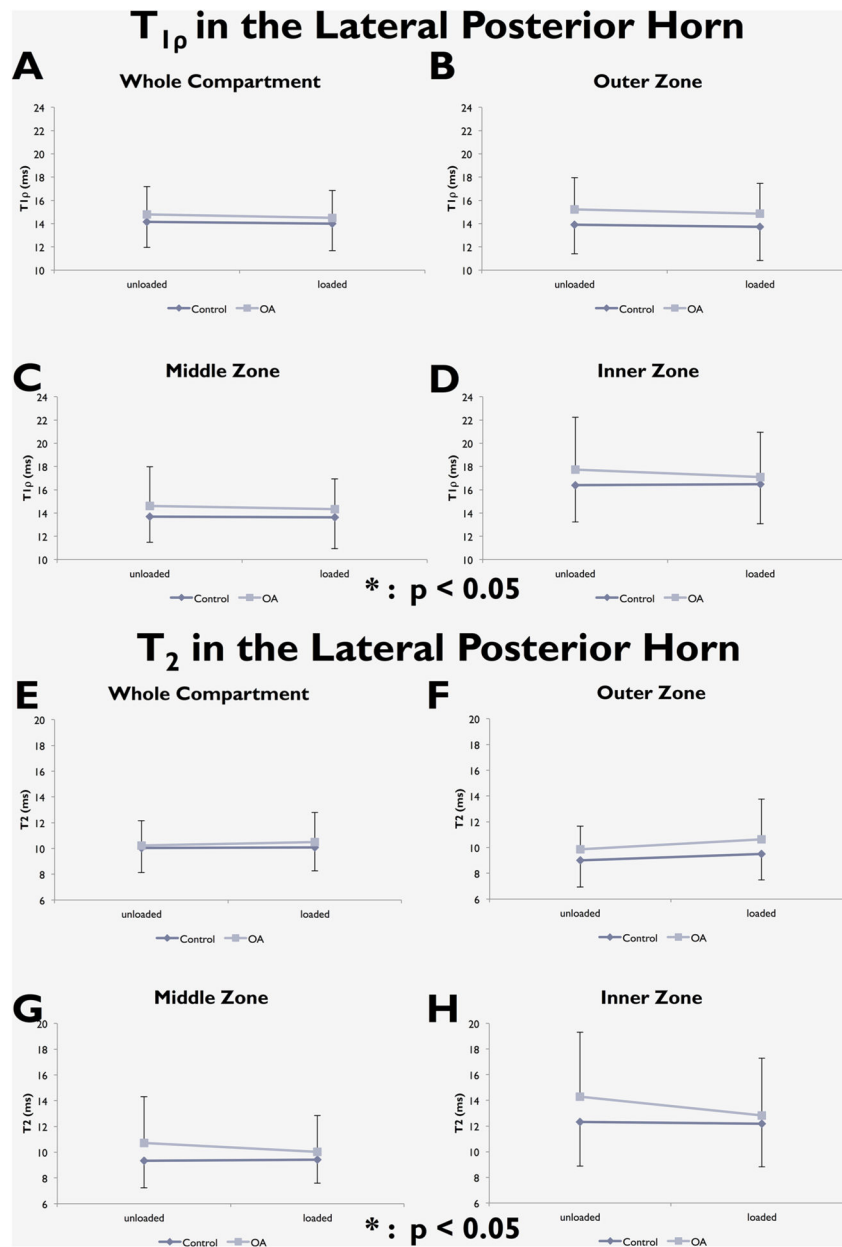 T1ρ in the Lateral Posterior Horn
A
Whole Compartment
24
22
20
18
16
14
12
10
T1ρ (ms)
unloaded loaded
Control OA
B
Outer Zone
24
22
20
18
16
14
12
10
T1ρ (ms)
unloaded loaded
Control OA
C
Middle Zone
24
22
20
18
16
14
12
10
T1ρ (ms)
unloaded loaded
Control OA
D
Inner Zone
24
22
20
18
16
14
12
10
T1ρ (ms)
unloaded loaded
Control OA
* : p < 0.05
T2 in the Lateral Posterior Horn
E
Whole Compartment
20
18
16
14
12
10
8
6
T2 (ms)
unloaded loaded
Control OA
F
Outer Zone
20
18
16
14
12
10
8
6
T2 (ms)
unloaded loaded
Control OA
G
Middle Zone
20
18
16
14
12
10
8
6
T2 (ms)
unloaded loaded
Control OA
H
Inner Zone
20
18
16
14
12
10
8
6
T2 (ms)
unloaded loaded
Control OA
* : p < 0.05